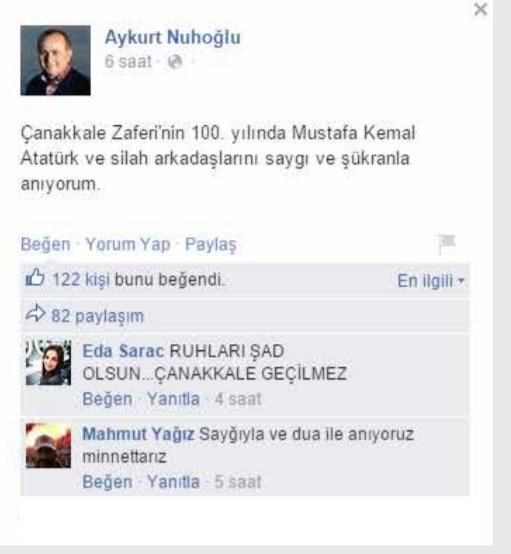 Aykurt Nuhoğlu
6 saat ·
Çanakkale Zaferi'nin 100. yılında Mustafa Kemal
Atatürk ve silah arkadaşlarını saygı ve şükranla
anıyorum.
Beğen · Yorum Yap · Paylaş
122 kişi bunu beğendi.
En ilgili
82 paylaşım
Eda Sarac RUHLARI ŞAD
OLSUN...ÇANAKKALE GEÇİLMEZ
Beğen · Yanıtla · 4 saat
Mahmut Yağız Sayğıyla ve dua ile anıyoruz
minnettarız
Beğen · Yanıtla · 5 saat